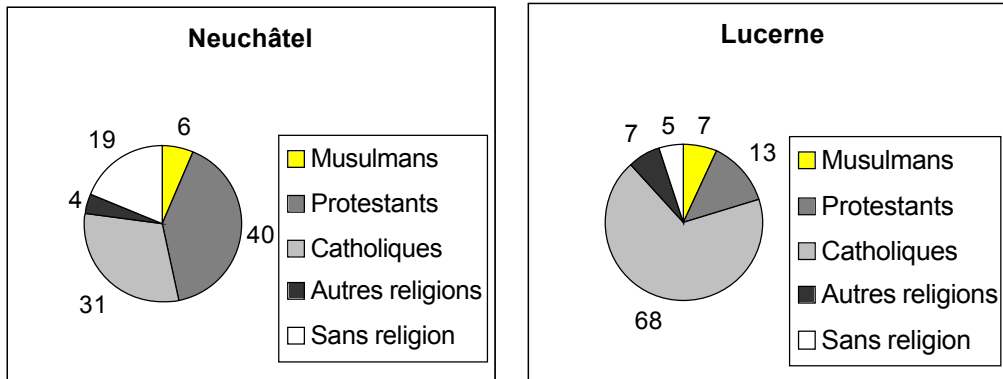 Neuchâtel
19
6
4
40
31
Musulmans
Protestants
Catholiques
Autres religions
Sans religion
Lucerne
7
5
7
13
68
Musulmans
Protestants
Catholiques
Autres religions
Sans religion